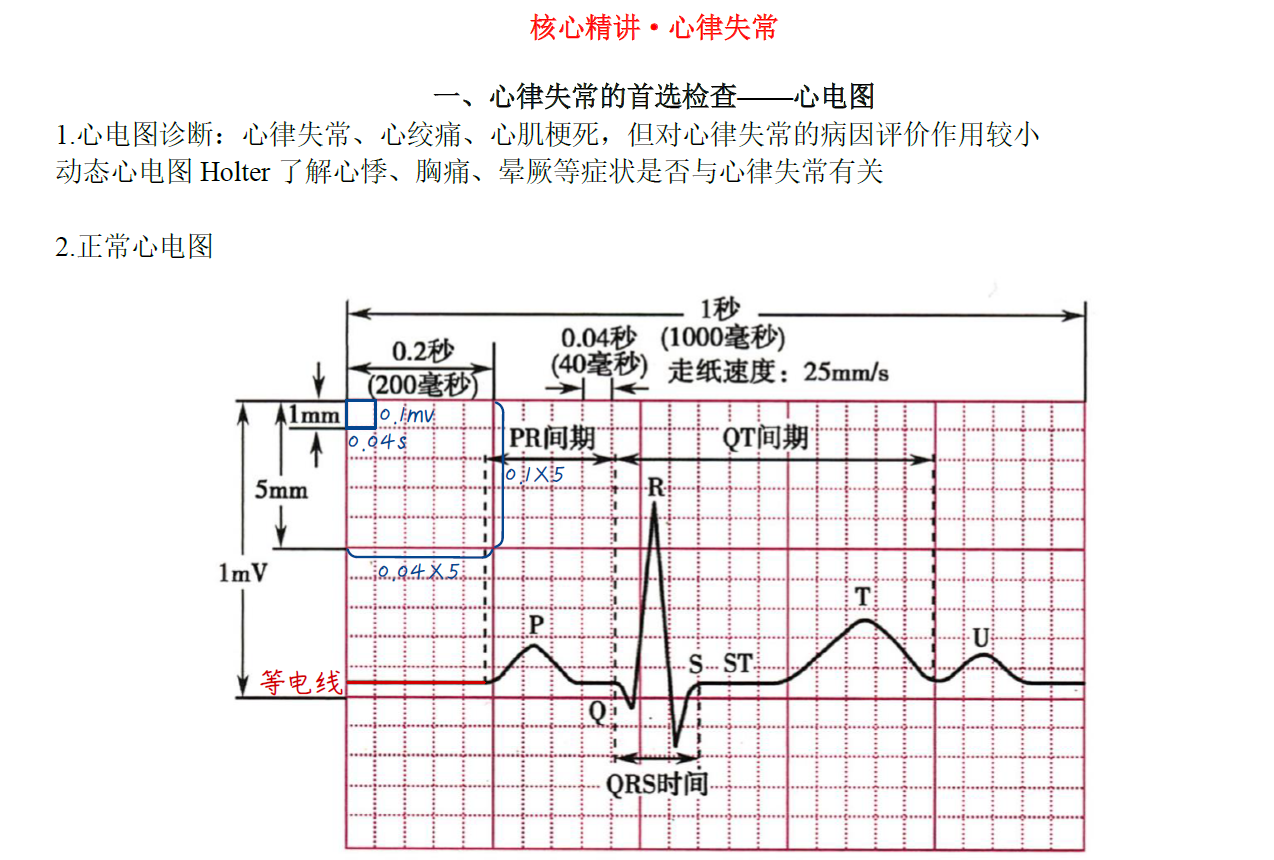 核心精讲·心律失常
一、心律失常的首选检查——心电图
1.心电图诊断：心律失常、心绞痛、心肌梗死，但对心律失常的病因评价作用较小
动态心电图 Holter 了解心悸、胸痛、晕厥等症状是否与心律失常有关
2.正常心电图
1秒
(1000毫秒)
0.2秒
(200毫秒)
0.04秒
(40毫秒)
走纸速度：25mm/s
1mm
0.1mv
0.04s
PR间期
QT间期
0.1×5
R
5mm
0.04×5
1mV
P
T
S
ST
U
等电线
Q
QRS时间